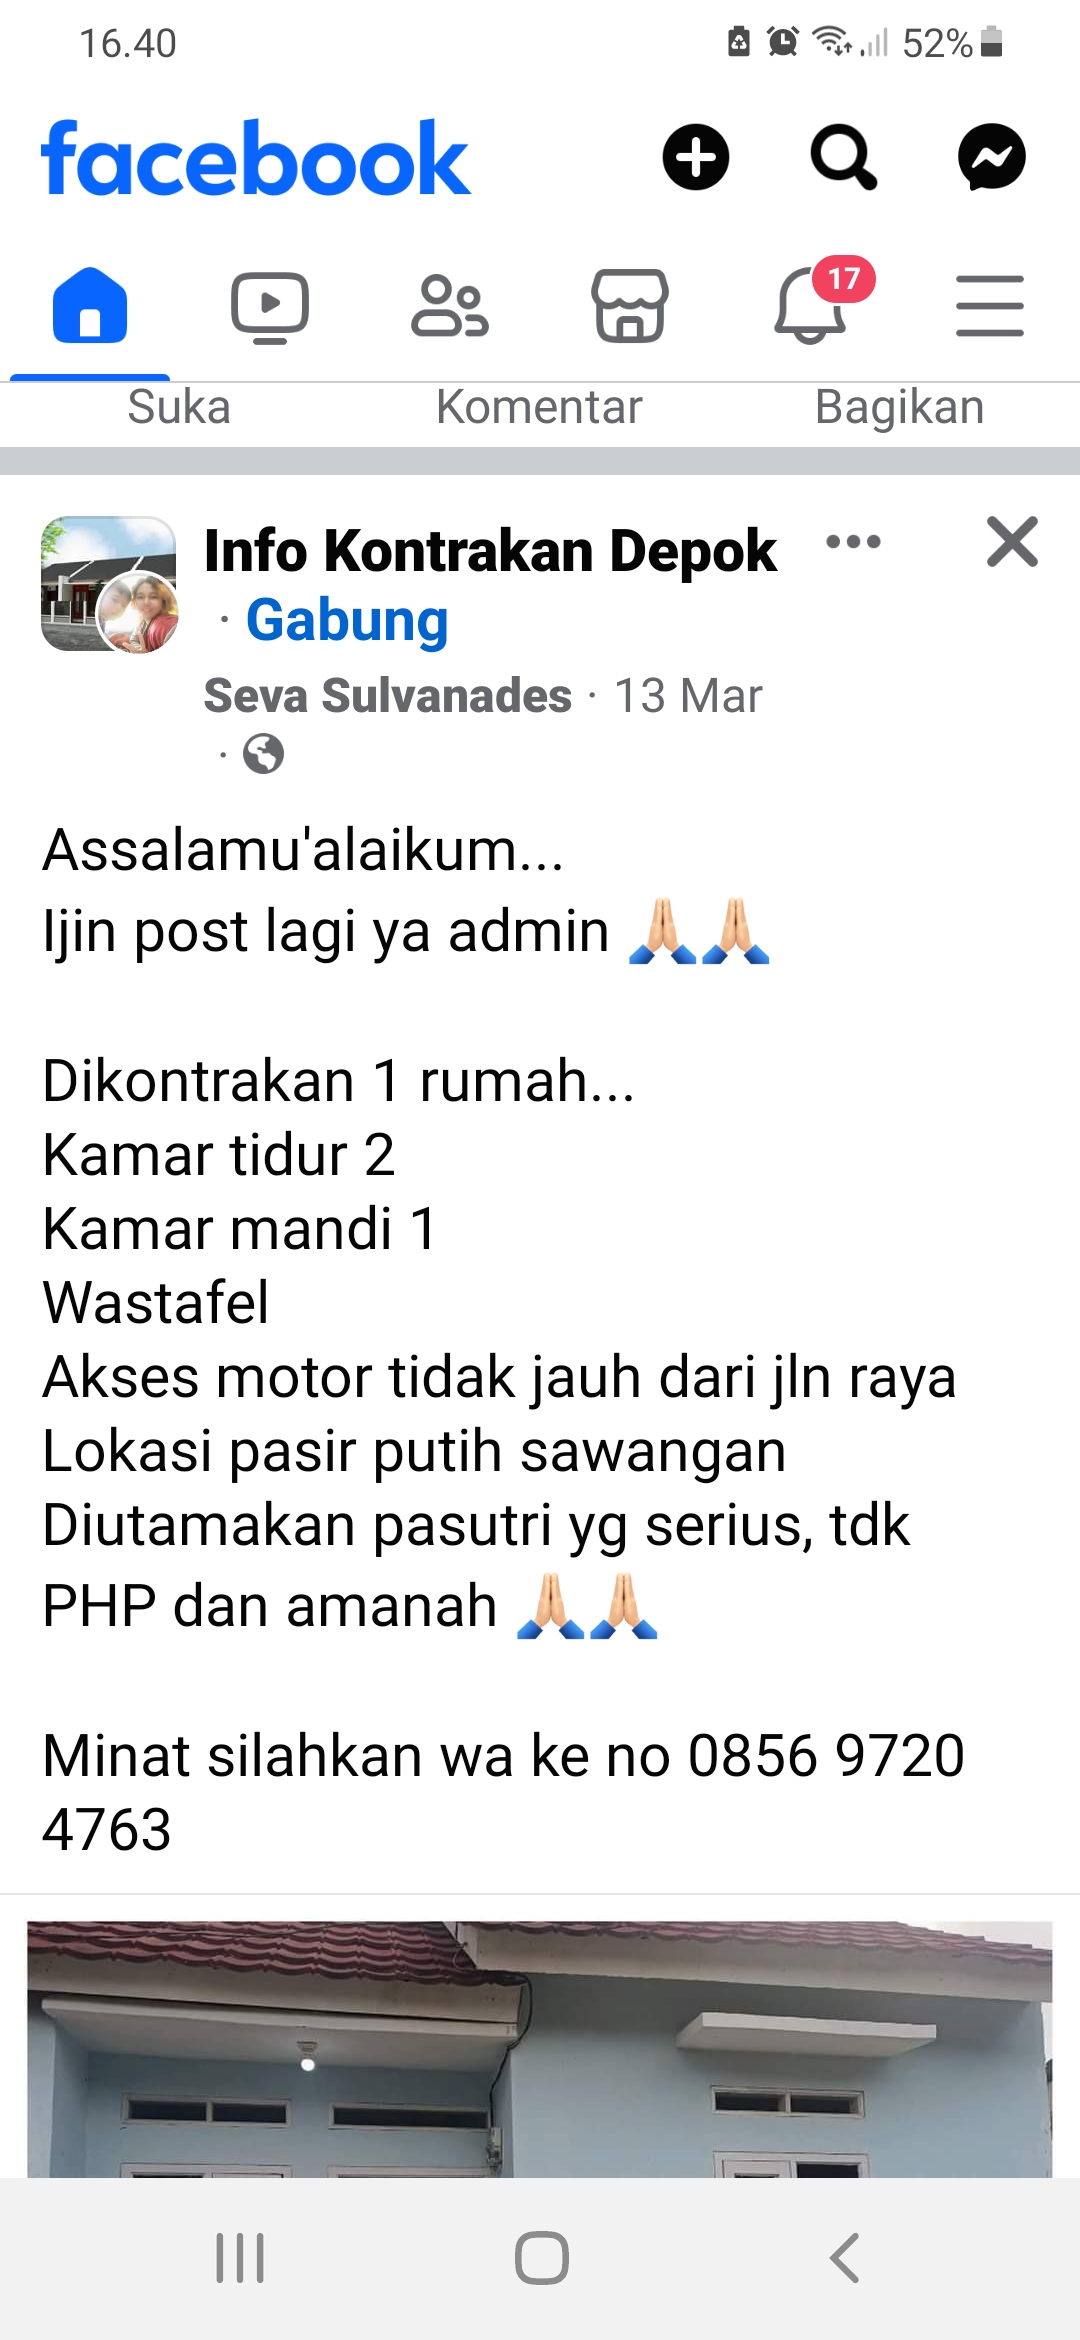 16.40
52%
facebook
17
Suka Komentar Bagikan
Info Kontrakan Depok
· Gabung
Seva Sulvanades · 13 Mar
·
Assalamu'alaikum...
Ijin post lagi ya admin 🙏🏻🙏🏻
Dikontrakan 1 rumah...
Kamar tidur 2
Kamar mandi 1
Wastafel
Akses motor tidak jauh dari jln raya
Lokasi pasir putih sawangan
Diutamakan pasutri yg serius, tdk
PHP dan amanah 🙏🏻🙏🏻
Minat silahkan wa ke no 0856 9720
4763